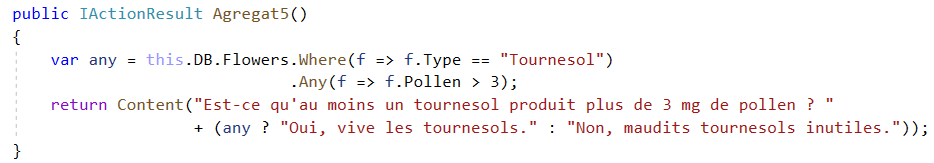 public IActionResult Agregat5()
{
var any = this.DB.Flowers.Where(f => f.Type == "Tournesol")
.Any(f => f.Pollen > 3);
return Content("Est-ce qu'au moins un tournesol produit plus de 3 mg de pollen ? "
+ (any ? "Oui, vive les tournesols." : "Non, maudits tournesols inutiles."));
}